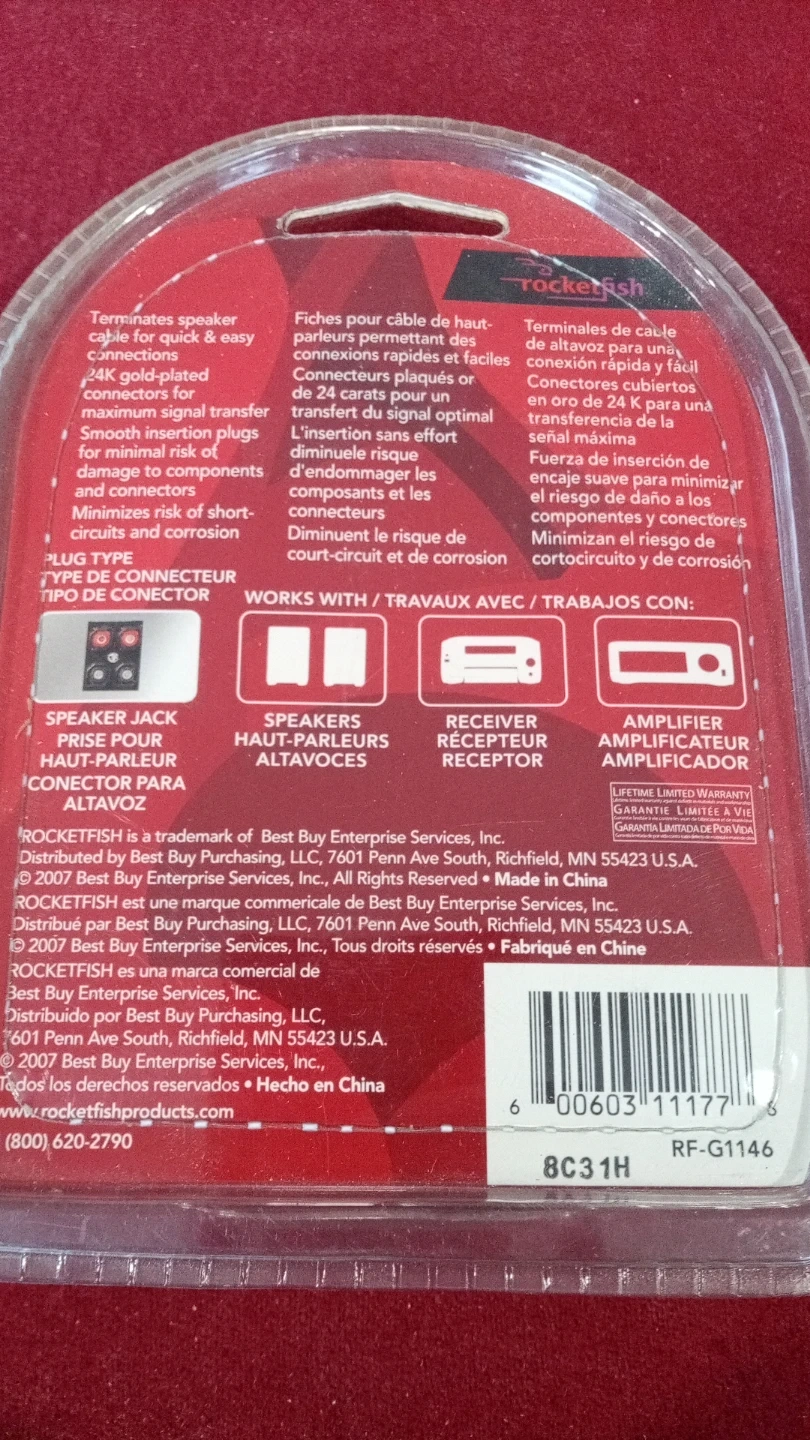 rocketfish
Terminates speaker
cable for quick & easy
connections
24K gold-plated
connectors for
maximum signal transfer
Smooth insertion plugs
for minimal risk of
damage to components
and connectors
Minimizes risk of short-
circuits and corrosion
Fiches pour câble de haut-
parleurs permettant des
connexions rapides et faciles
Connecteurs plaqués or
de 24 carats pour un
transfert du signal optimal
L'insertion sans effort
diminuele risque
d'endommager les
composants et les
connecteurs
Diminuent le risque de
court-circuit et de corrosion
Terminales de cable
de altavoz para una
conexión rápida y fácil
Conectores cubiertos
en oro de 24 K para una
transferencia de la
señal máxima
Fuerza de inserción de
encaje suave para minimizar
el riesgo de daño a los
componentes y conectores
Minimizan el riesgo de
cortocircuito y de corrosión
PLUG TYPE
TYPE DE CONNECTEUR
TIPO DE CONECTOR
WORKS WITH / TRAVAUX AVEC / TRABAJOS CON:
SPEAKER JACK
PRISE POUR
HAUT-PARLEUR
CONECTOR PARA
ALTAVOZ
SPEAKERS
HAUT-PARLEURS
ALTAVOCES
RECEIVER
RÉCEPTEUR
RECEPTOR
AMPLIFIER
AMPLIFICATEUR
AMPLIFICADOR
LIFETIME LIMITED WARRANTY
GARANTIE LIMITÉE À VIE
GARANTÍA LIMITADA DE POR VIDA
ROCKETFISH is a trademark of Best Buy Enterprise Services, Inc.
Distributed by Best Buy Purchasing, LLC, 7601 Penn Ave South, Richfield, MN 55423 U.S.A.
© 2007 Best Buy Enterprise Services, Inc., All Rights Reserved • Made in China
ROCKETFISH est une marque commericale de Best Buy Enterprise Services, Inc.
Distribué par Best Buy Purchasing, LLC, 7601 Penn Ave South, Richfield, MN 55423 U.S.A.
© 2007 Best Buy Enterprise Services, Inc., Tous droits réservés • Fabriqué en Chine
ROCKETFISH es una marca comercial de
Best Buy Enterprise Services, Inc.
Distribuido por Best Buy Purchasing, LLC,
7601 Penn Ave South, Richfield, MN 55423 U.S.A.
© 2007 Best Buy Enterprise Services, Inc.,
Todos los derechos reservados • Hecho en China
www.rocketfishproducts.com
(800) 620-2790
6 00603 11177 8
RF-G1146
8C31H